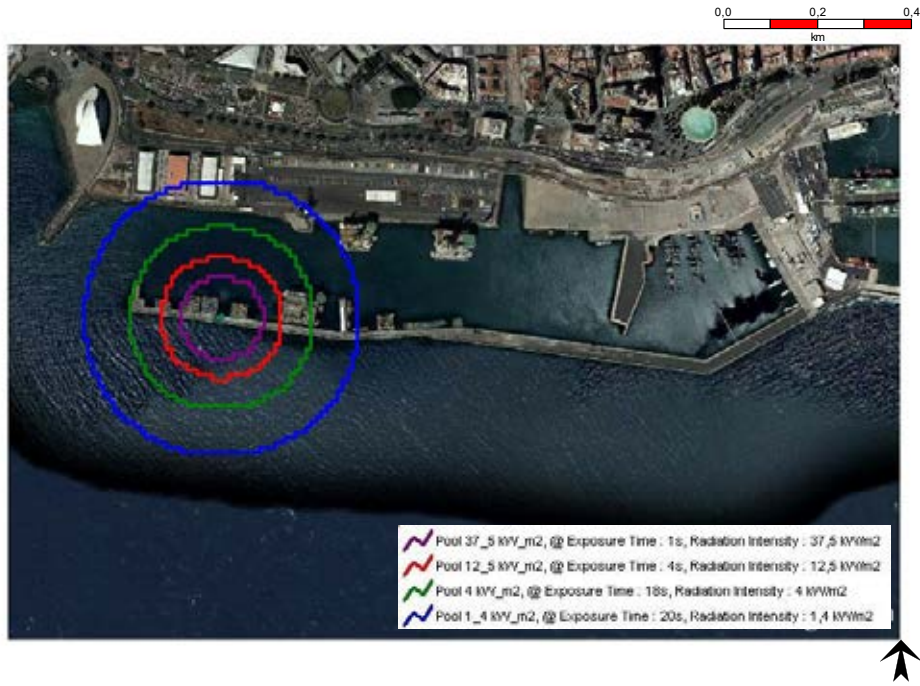 0,0 0,2 0,4
km
Pool 37_5 kW_m2, @ Exposure Time : 1s, Radiation Intensity : 37,5 kW/m2
Pool 12_5 kW_m2, @ Exposure Time : 4s, Radiation Intensity : 12,5 kW/m2
Pool 4 kW_m2, @ Exposure Time : 18s, Radiation Intensity : 4 kW/m2
Pool 1_4 kW_m2, @ Exposure Time : 20s, Radiation Intensity : 1,4 kW/m2